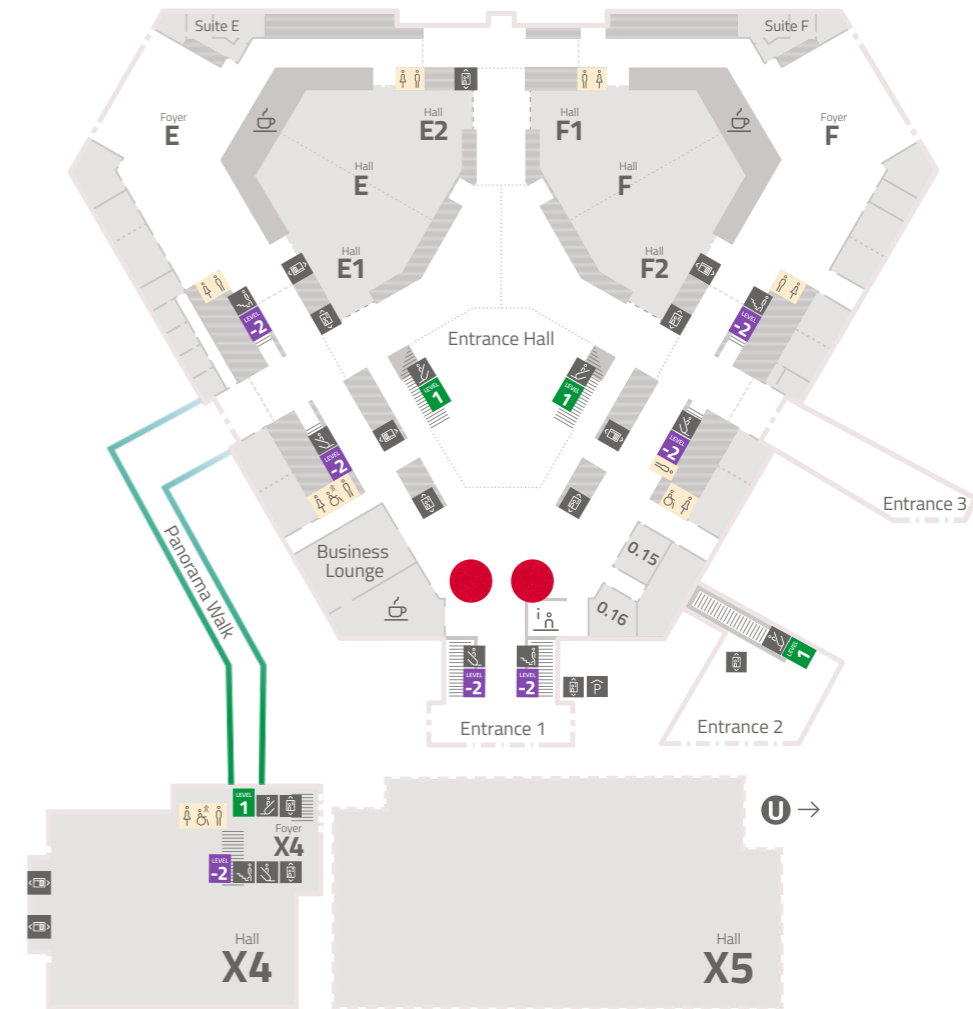 Suite E
Suite F
Foyer
E
Hall
E2
Hall
F1
Foyer
F
Hall
E
Hall
F
Hall
E1
Hall
F2
LEVEL
-2
LEVEL
-2
Entrance Hall
LEVEL
1
LEVEL
1
LEVEL
-2
LEVEL
-2
Entrance 3
Panorama Walk
Business
Lounge
0.15
0.16
i
LEVEL
-2
LEVEL
-2
P
LEVEL
1
Entrance 1
Entrance 2
LEVEL
1
U
Foyer
X4
LEVEL
-2
Hall
X4
Hall
X5